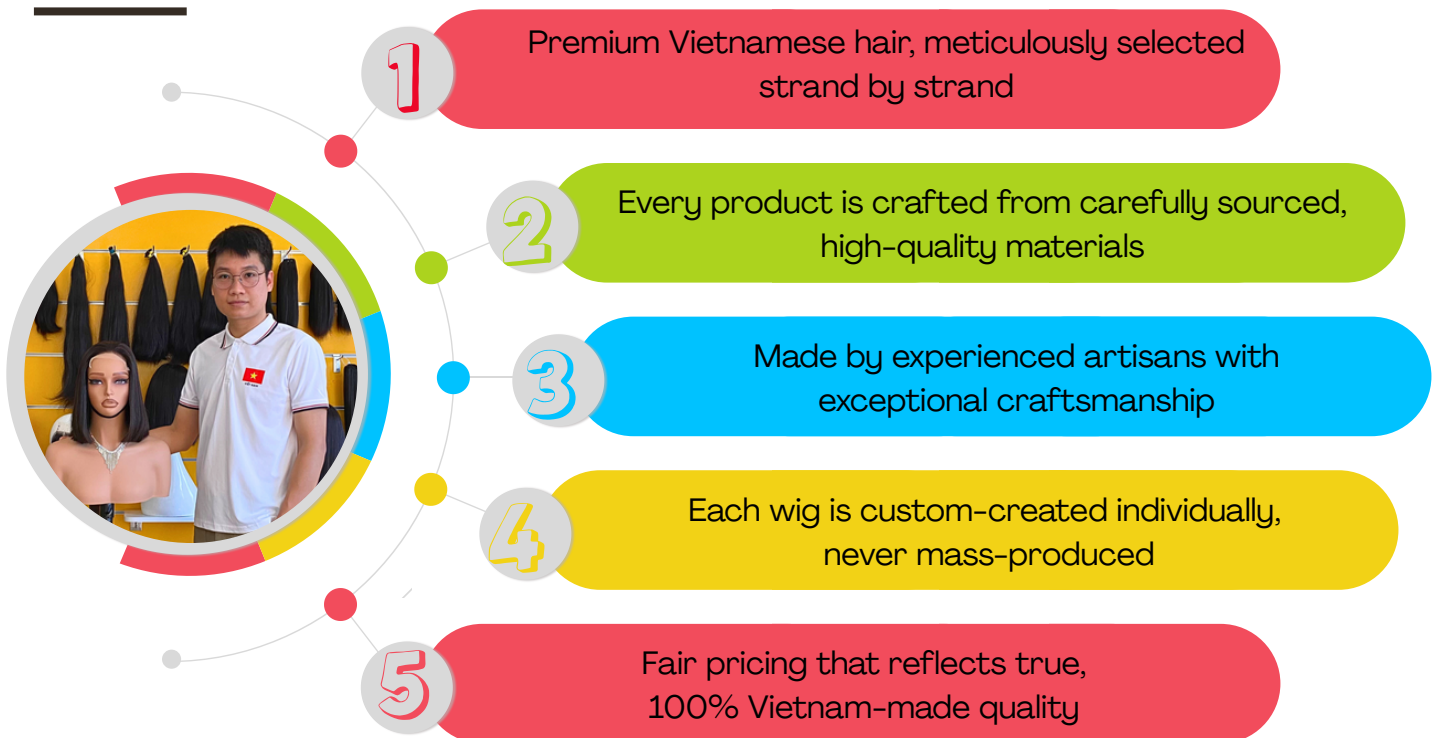 1
Premium Vietnamese hair, meticulously selected
strand by strand
2
Every product is crafted from carefully sourced,
high-quality materials
3
Made by experienced artisans with
exceptional craftsmanship
4
Each wig is custom-created individually,
never mass-produced
5
Fair pricing that reflects true,
100% Vietnam-made quality